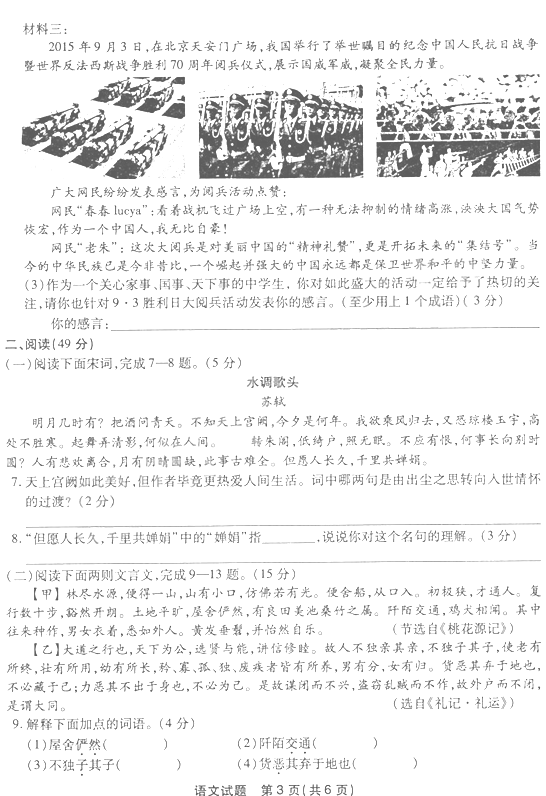 材料三：
2015年9月3日，在北京天安门广场，我国举行了举世瞩目的纪念中国人民抗日战争
暨世界反法西斯战争胜利70周年阅兵仪式，展示国威军威，凝聚全民力量。
广大网民纷纷发表感言，为阅兵活动点赞：
网民“春春lucya”：看着战机飞过广场上空，有一种无法抑制的情绪高涨，泱泱大国气势
恢宏，作为一个中国人，我无比自豪！
网民“老朱”：这次大阅兵是对美丽中国的“精神礼赞”，更是开拓未来的“集结号”。当
今的中华民族已是今非昔比，一个崛起并强大的中国永远都是保卫世界和平的中坚力量。
(3)作为一个关心家事、国事、天下事的中学生，你对如此盛大的活动一定给予了热切的关
注，请你也针对9·3胜利日大阅兵活动发表你的感言。（至少用上1个成语）（3分）
你的感言：
二、阅读（49分）
（一）阅读下面宋词，完成7—8题。（5分）
水调歌头
苏轼
明月几时有？把酒问青天。不知天上宫阙，今夕是何年。我欲乘风归去，又恐琼楼玉宇，高
处不胜寒。起舞弄清影，何似在人间。 转朱阁，低绮户，照无眠。不应有恨，何事长向别时
圆？人有悲欢离合，月有阴晴圆缺，此事古难全。但愿人长久，千里共婵娟。
7. 天上宫阙如此美好，但作者毕竟更热爱人间生活。词中哪两句是由出尘之思转向入世情怀
的过渡？（2分）
8. “但愿人长久，千里共婵娟”中的“婵娟”指________，说说你对这个名句的理解。（3分）
（二）阅读下面两则文言文，完成9—13题。（15分）
【甲】林尽水源，便得一山，山有小口，仿佛若有光。便舍船，从口入。初极狭，才通人。复
行数十步，豁然开朗。土地平旷，屋舍俨然，有良田美池桑竹之属。阡陌交通，鸡犬相闻。其中
往来种作，男女衣着，悉如外人。黄发垂髫，并怡然自乐。 （节选自《桃花源记》）
【乙】大道之行也，天下为公，选贤与能，讲信修睦。故人不独亲其亲，不独子其子，使老有
所终，壮有所用，幼有所长，矜、寡、孤、独、废疾者皆有所养，男有分，女有归。货恶其弃于地也，
不必藏于己；力恶其不出于身也，不必为己。是故谋闭而不兴，盗窃乱贼而不作，故外户而不闭，
是谓大同。 （选自《礼记·礼运》）
9. 解释下面加点的词语。（4分）
(1)屋舍俨然（ ） (2)阡陌交通（ ）
(3)不独子其子（ ） (4)货恶其弃于地也（ ）
语文试题 第3页（共6页）